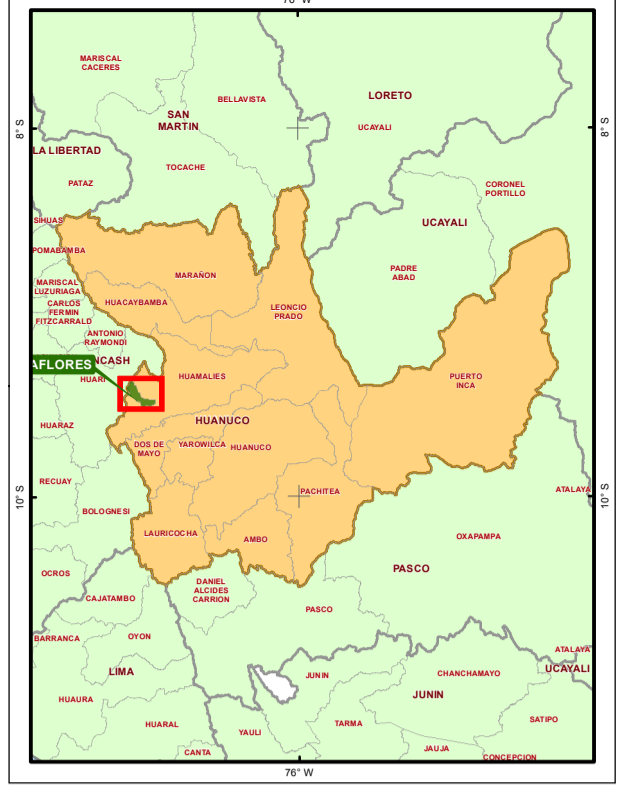 76° W
MARISCAL
CACERES
BELLAVISTA
LORETO
SAN
MARTIN
UCAYALI
8° S
8° S
LA LIBERTAD
TOCACHE
PATAZ
CORONEL
PORTILLO
SIHUAS
UCAYALI
POMABAMBA
PADRE
ABAD
MARAÑON
MARISCAL
LUZURIAGA
HUACAYBAMBA
CARLOS
FERMIN
FITZCARRALD
LEONCIO
PRADO
ANTONIO
RAYMONDI
NCASH
AFLORES
HUARI
HUAMALIES
PUERTO
INCA
HUANUCO
HUARAZ
DOS DE
MAYO
YAROWILCA
HUANUCO
RECUAY
PACHITEA
ATALAYA
10° S
10° S
BOLOGNESI
LAURICOCHA
AMBO
OXAPAMPA
PASCO
OCROS
DANIEL
ALCIDES
CARRION
CAJATAMBO
PASCO
BARRANCA
OYON
ATALAYA
UCAYALI
LIMA
JUNIN
CHANCHAMAYO
JUNIN
HUAURA
SATIPO
HUARAL
TARMA
YAULI
CANTA
JAUJA
CONCEPCION
76° W